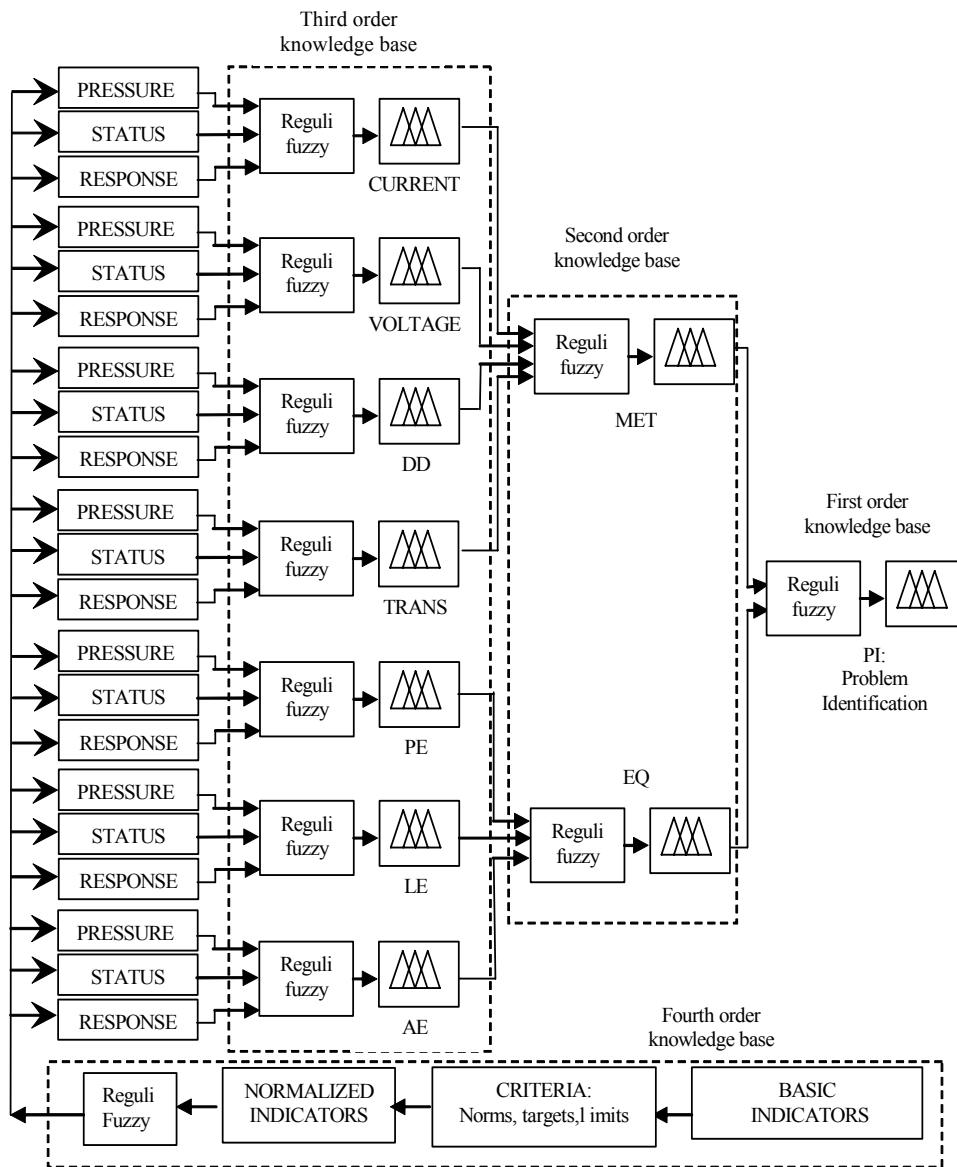 Third order
knowledge base
PRESSURE
STATUS
RESPONSE
Reguli
fuzzy
CURRENT
PRESSURE
STATUS
RESPONSE
Reguli
fuzzy
VOLTAGE
PRESSURE
STATUS
RESPONSE
Reguli
fuzzy
DD
PRESSURE
STATUS
RESPONSE
Reguli
fuzzy
TRANS
PRESSURE
STATUS
RESPONSE
Reguli
fuzzy
PE
PRESSURE
STATUS
RESPONSE
Reguli
fuzzy
LE
PRESSURE
STATUS
RESPONSE
Reguli
fuzzy
AE
Second order
knowledge base
Reguli
fuzzy
MET
EQ
Reguli
fuzzy
First order
knowledge base
Reguli
fuzzy
PI:
Problem
Identification
Fourth order
knowledge base
Reguli
Fuzzy
NORMALIZED
INDICATORS
CRITERIA:
Norms, targets,l imits
BASIC
INDICATORS